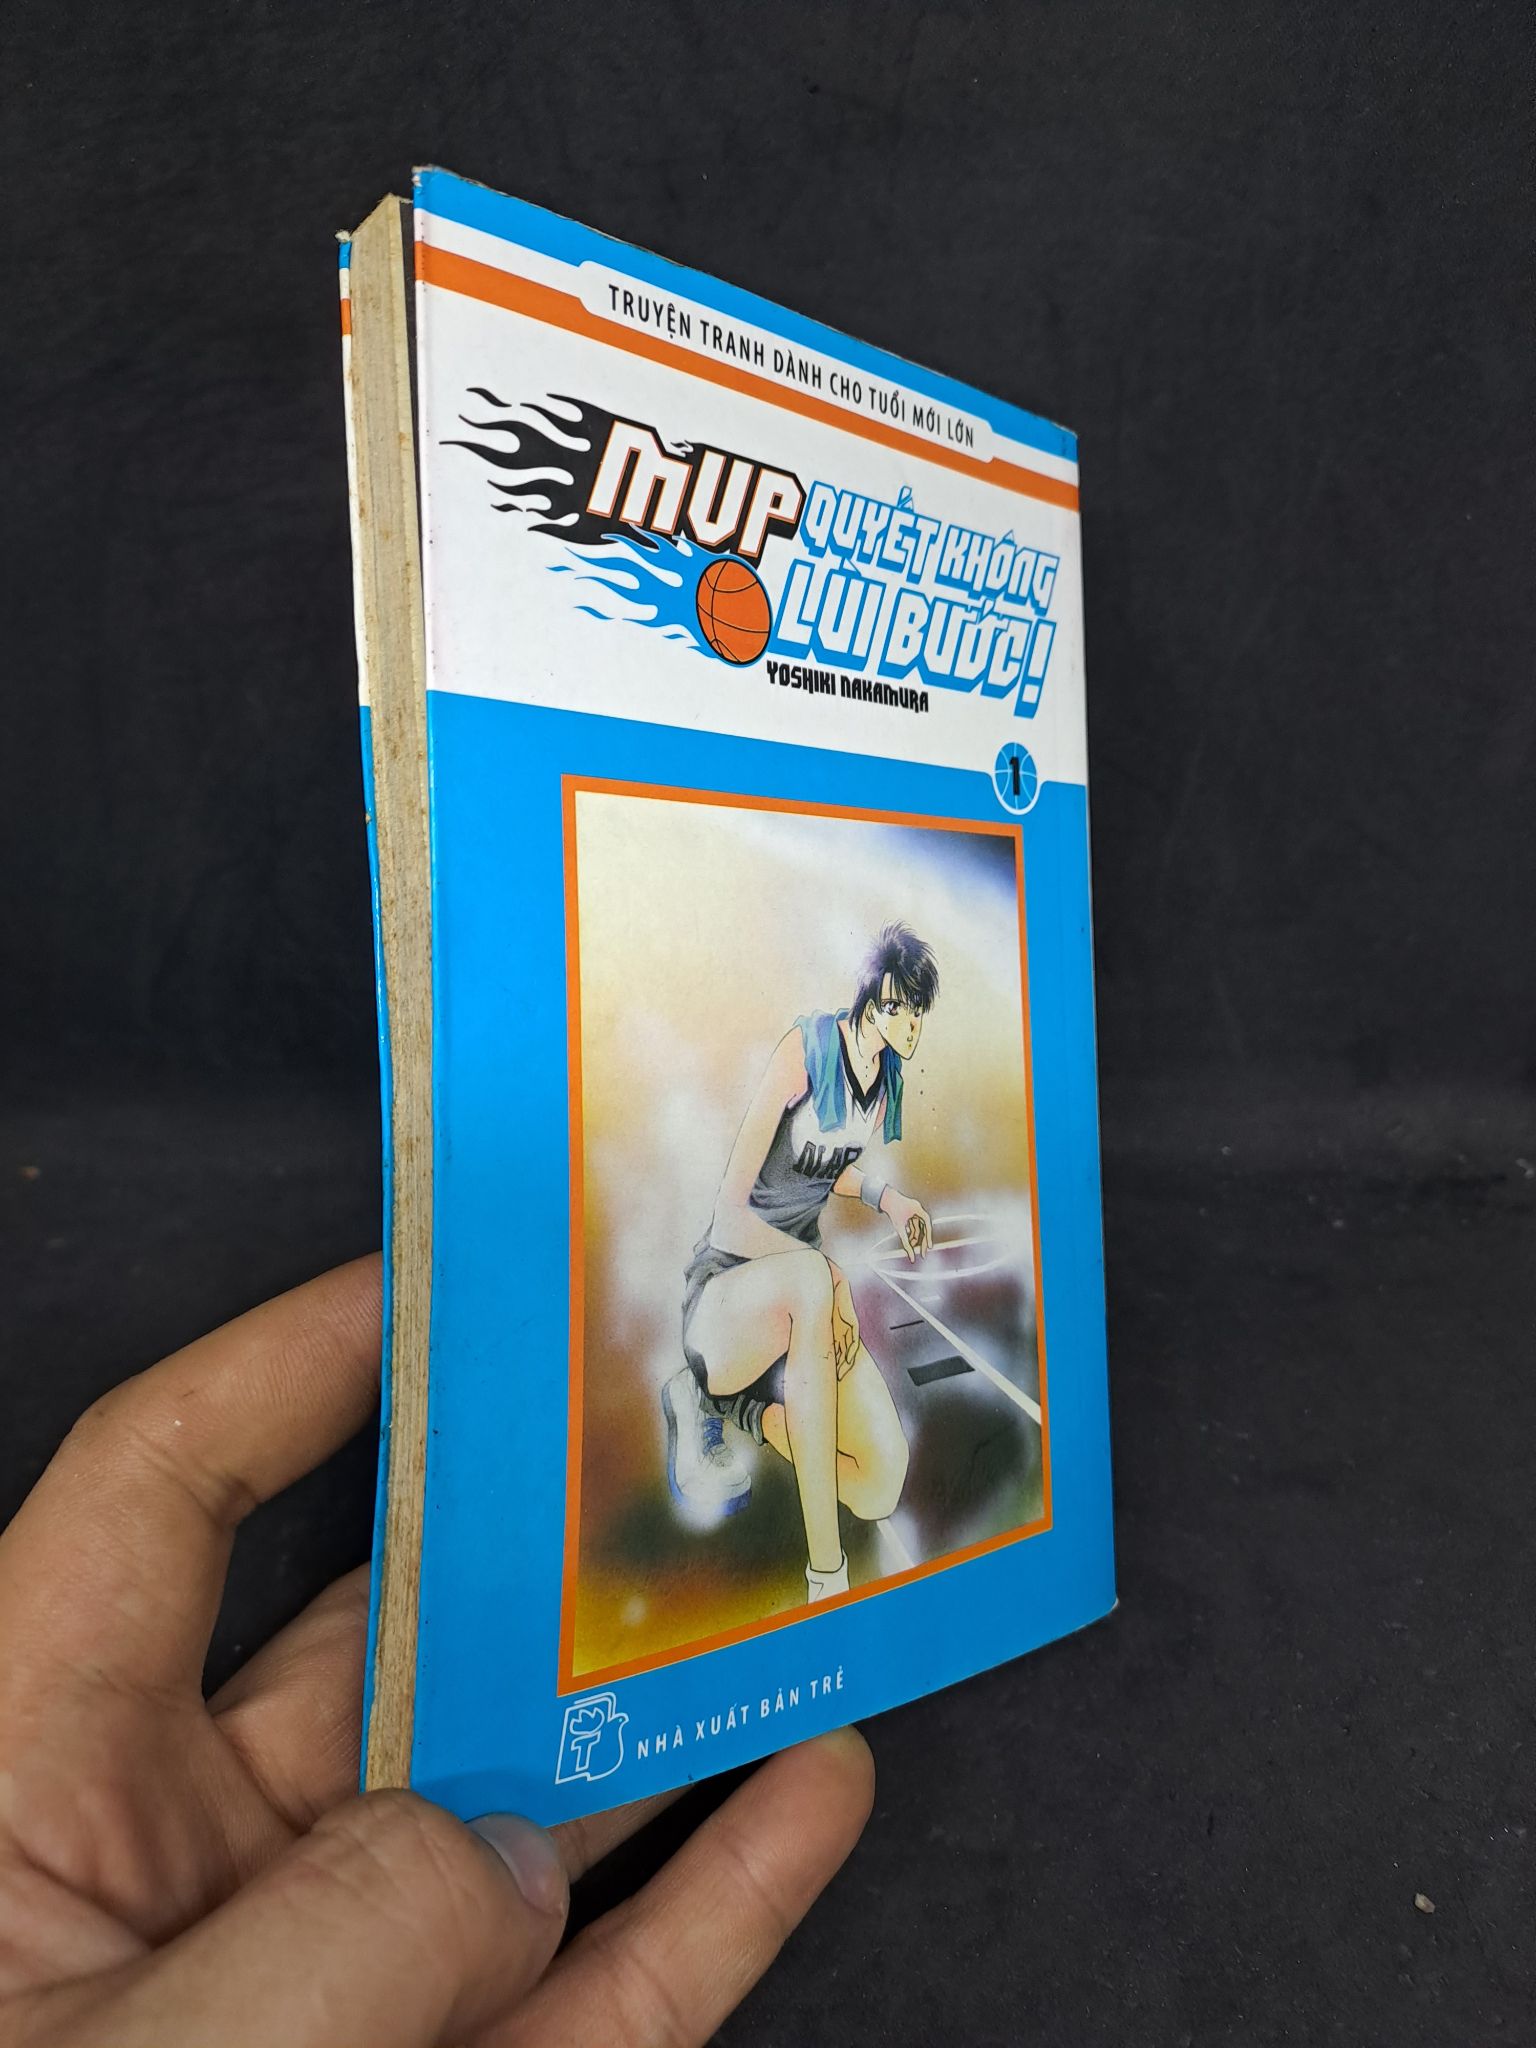 TRUYỆN TRANH DÀNH CHO TUỔI MỚI LỚN
MVP QUYẾT KHÔNG
LÙI BƯỚC!
YOSHIKI NAKAMURA
1
NHÀ XUẤT BẢN TRẺ